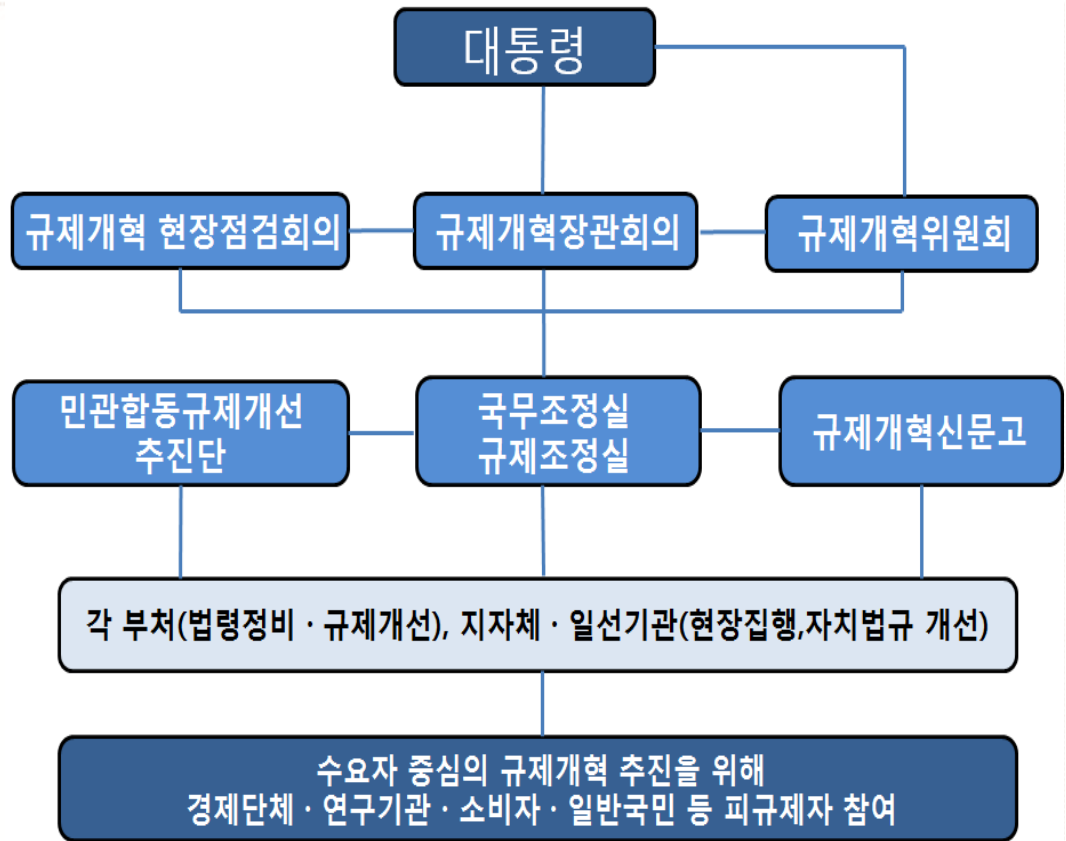 대통령
규제개혁 현장점검회의
규제개혁장관회의
규제개혁위원회
민관합동규제개선
추진단
국무조정실
규제조정실
규제개혁신문고
각 부처(법령정비 · 규제개선), 지자체 · 일선기관(현장집행,자치법규 개선)
수요자 중심의 규제개혁 추진을 위해
경제단체 · 연구기관 · 소비자 · 일반국민 등 피규제자 참여